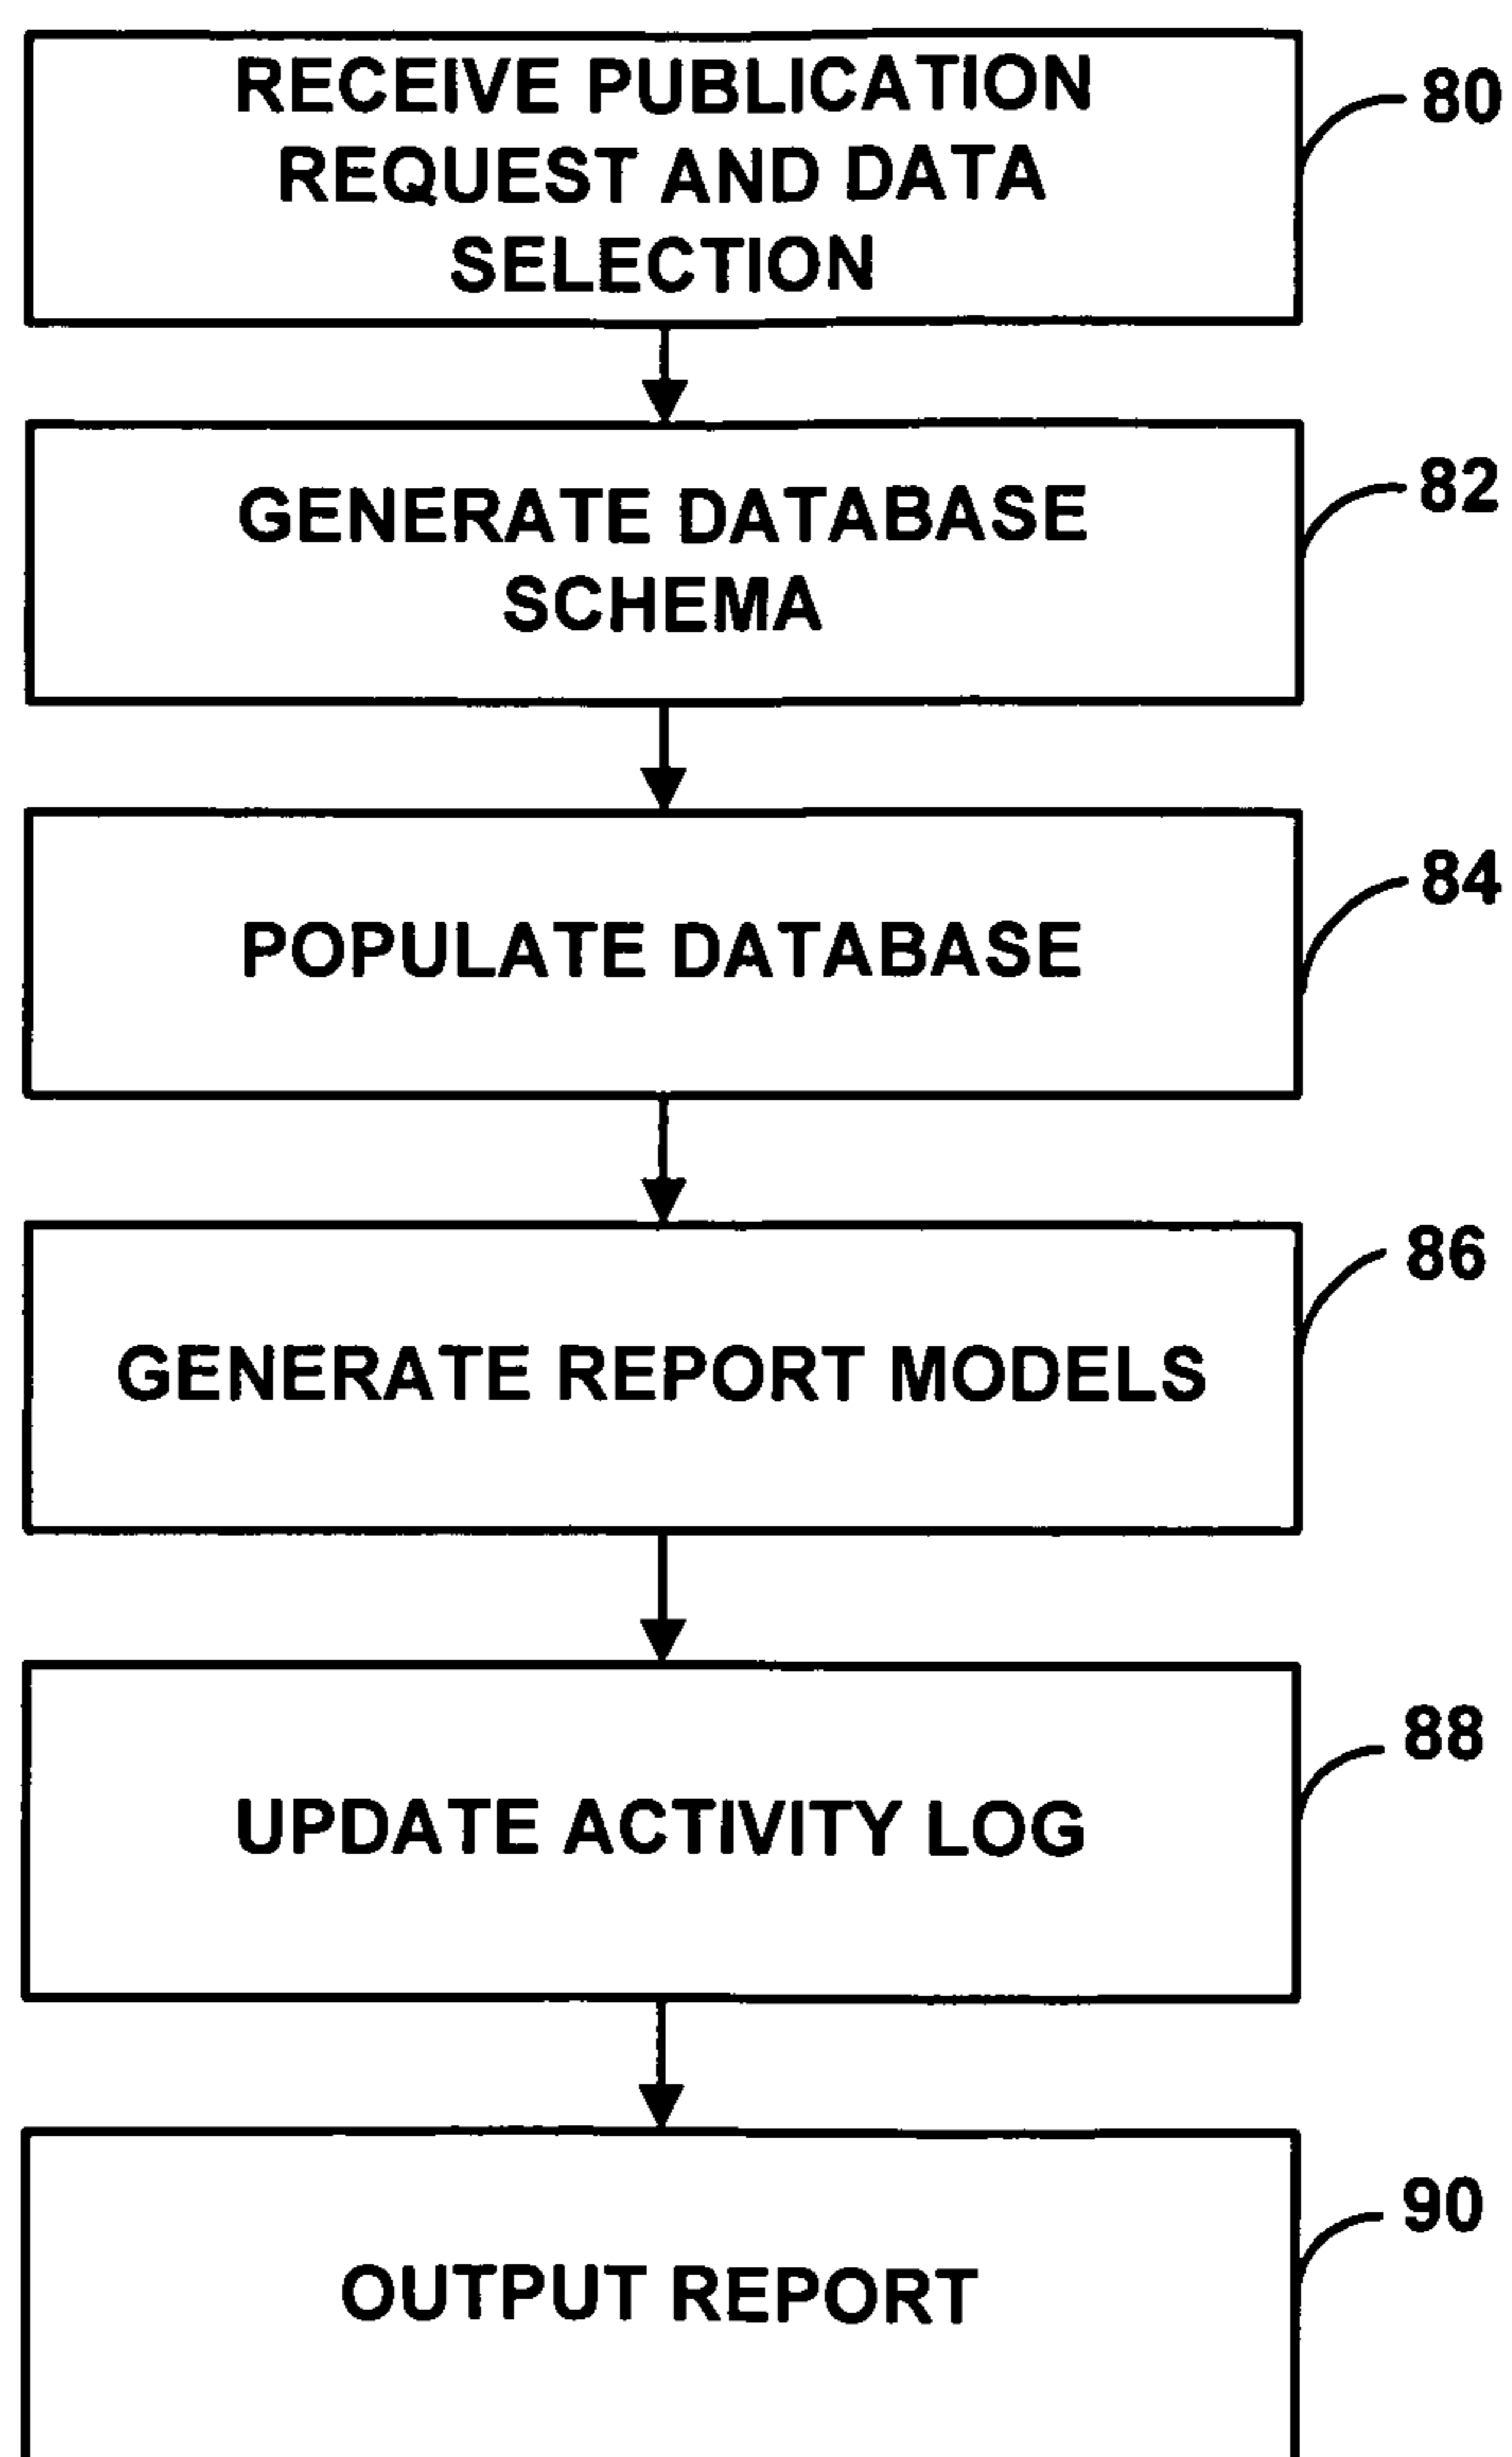 RECEIVE PUBLICATION
REQUEST AND DATA
SELECTION
80
GENERATE DATABASE
SCHEMA
82
POPULATE DATABASE
84
GENERATE REPORT MODELS
86
UPDATE ACTIVITY LOG
88
OUTPUT REPORT
90